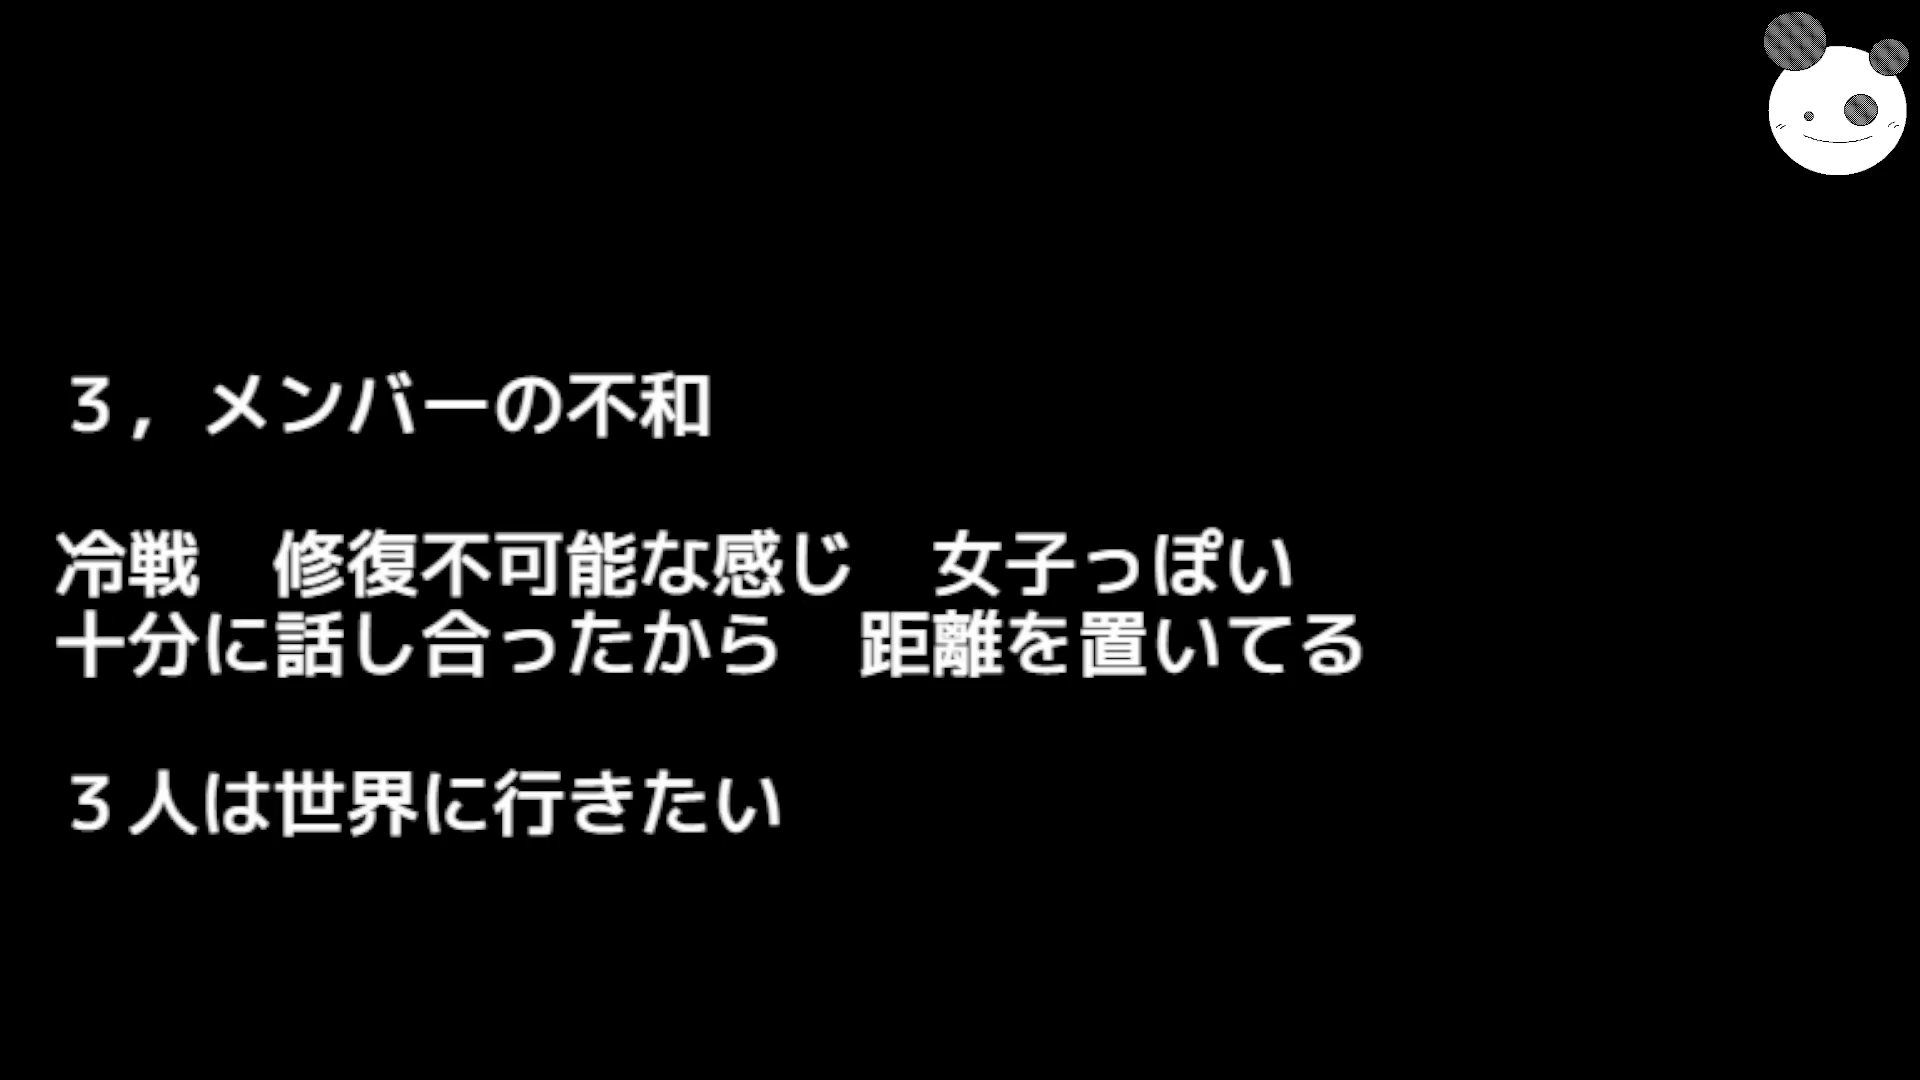 ３，メンバーの不和
冷戦　修復不可能な感じ　女子っぽい
十分に話し合ったから　距離を置いてる
３人は世界に行きたい